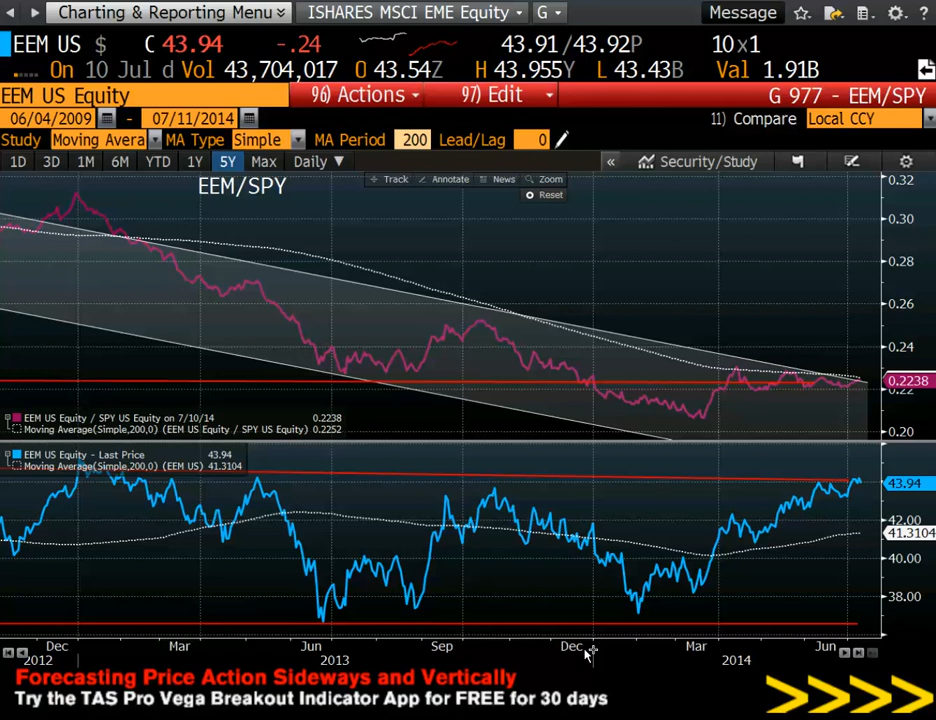 Charting & Reporting Menu ISHARES MSCI EME Equity G Message ?
EEM US $ C 43.94 -.24 43.91/43.92P 10x1
On 10 Jul d Vol 43,704,017 O 43.54Z H 43.955Y L 43.43B Val 1.91B
EEM US Equity 96) Actions 97) Edit G 977 - EEM/SPY
06/04/2009 - 07/11/2014 11) Compare Local CCY
Study Moving Avera MA Type Simple MA Period 200 Lead/Lag 0
1D 3D 1M 6M YTD 1Y 5Y Max Daily ▼ « Security/Study
EEM/SPY
Track Annotate News Zoom
Reset
0.32
0.30
0.28
0.26
0.24
0.2238
0.22
EEM US Equity / SPY US Equity on 7/10/14 0.2238
Moving Average(Simple,200,0) (EEM US Equity / SPY US Equity) 0.2252
0.20
EEM US Equity - Last Price 43.94
Moving Average(Simple,200,0) (EEM US) 41.3104
43.94
42.00
41.3104
40.00
38.00
Dec Mar Jun Sep Dec Mar Jun
2012 2013 2014
Forecasting Price Action Sideways and Vertically
Try the TAS Pro Vega Breakout Indicator App for FREE for 30 days